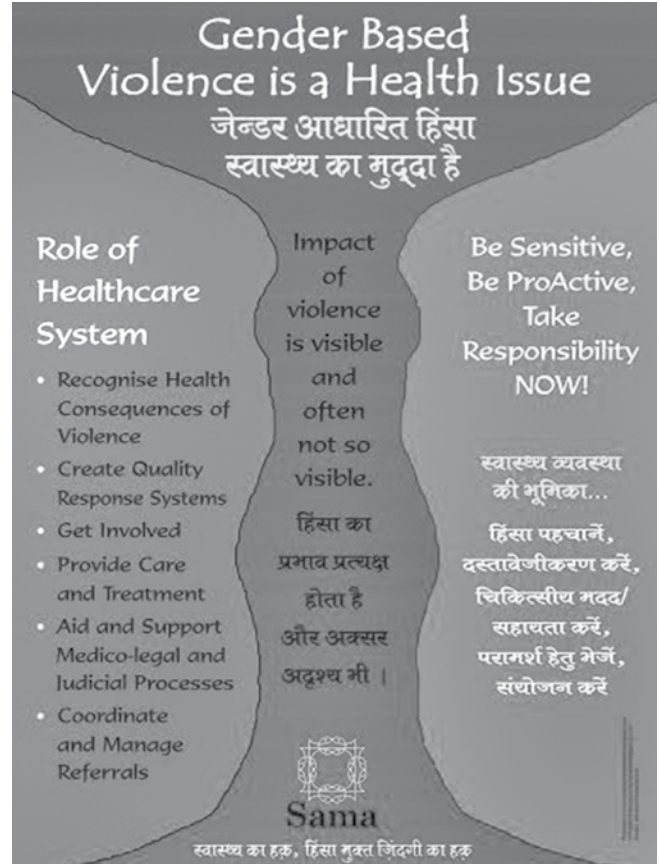 Gender Based
Violence is a Health Issue
जेन्डर आधारित हिंसा
स्वास्थ्य का मुद्दा है
Role of
Healthcare
System
• Recognise Health
Consequences of
Violence
• Create Quality
Response Systems
• Get Involved
• Provide Care
and Treatment
• Aid and Support
Medico-legal and
Judicial Processes
• Coordinate
and Manage
Referrals
Impact
of
violence
is visible
and
often
not so
visible.
हिंसा का
प्रभाव प्रत्यक्ष
होता है
और अक्सर
अदृश्य भी ।
Be Sensitive,
Be ProActive,
Take
Responsibility
NOW!
स्वास्थ्य व्यवस्था
की भूमिका...
हिंसा पहचानें,
दस्तावेजीकरण करें,
चिकित्सीय मदद/
सहायता करें,
परामर्श हेतु भेजें,
संयोजन करें
Sama
स्वास्थ्य का हक़, हिंसा मुक्त ज़िंदगी का हक़